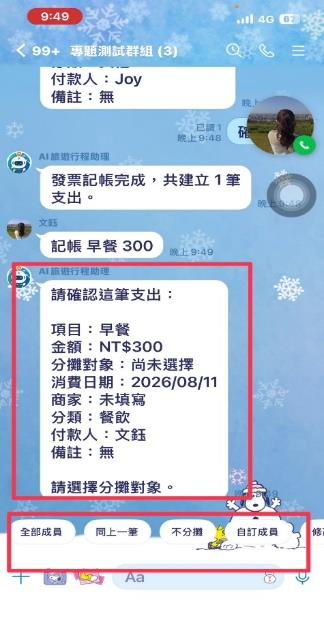 9:49
4G 67
99+ 專題測試群組 (3)
付款人：Joy
備註：無
已讀 1
晚上 9:48
確
AI 旅遊行程助理
發票記帳完成，共建立 1 筆
支出。
晚上 9:48
文鈺
記帳 早餐 300
晚上 9:49
AI 旅遊行程助理
請確認這筆支出：
項目：早餐
金額：NT$300
分攤對象：尚未選擇
消費日期：2026/08/11
商家：未填寫
分類：餐飲
付款人：文鈺
備註：無
請選擇分攤對象。
全部成員
同上一筆
不分攤
自訂成員
Aa